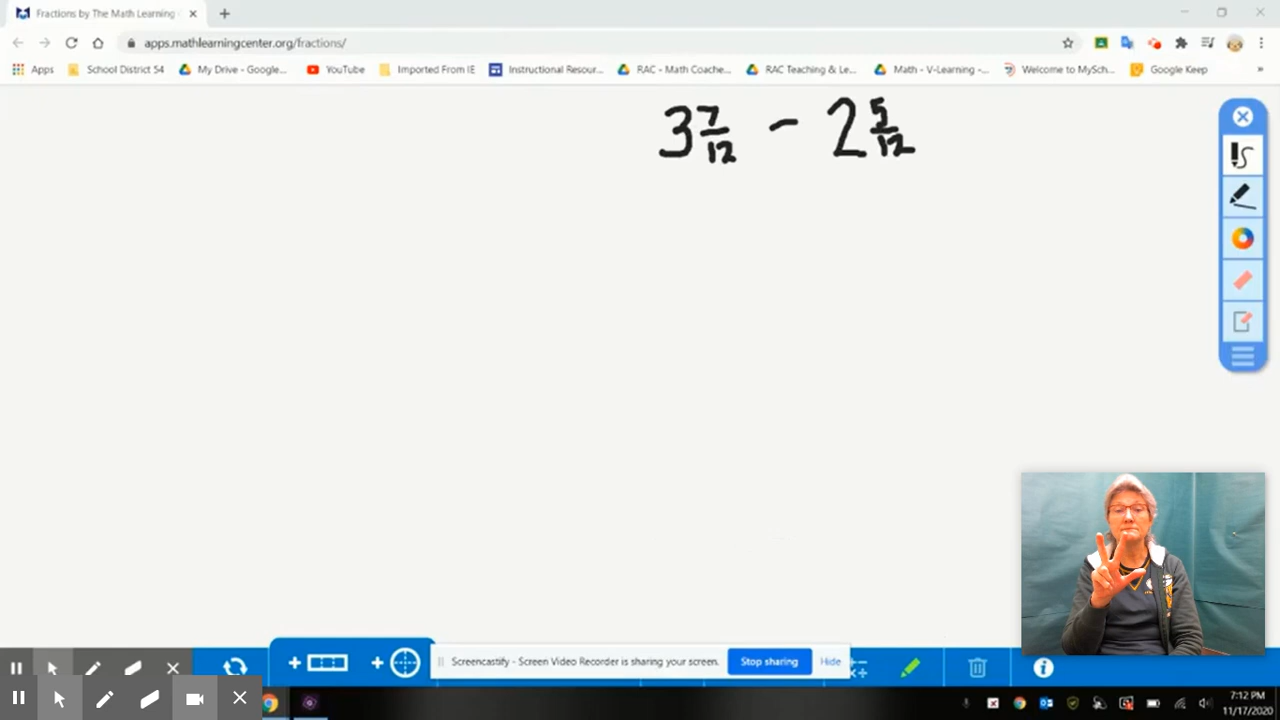 Fractions by The Math Learning
apps.mathlearningcenter.org/fractions/
Apps School District 54 My Drive - Google... YouTube Imported From IE Instructional Resour... RAC - Math Coache... RAC Teaching & Le... Math - V-Learning -... Welcome to MySch... Google Keep »
3 7/12 - 2 5/12
Screencastify - Screen Video Recorder is sharing your screen. Stop sharing Hide
7:12 PM
11/17/2020